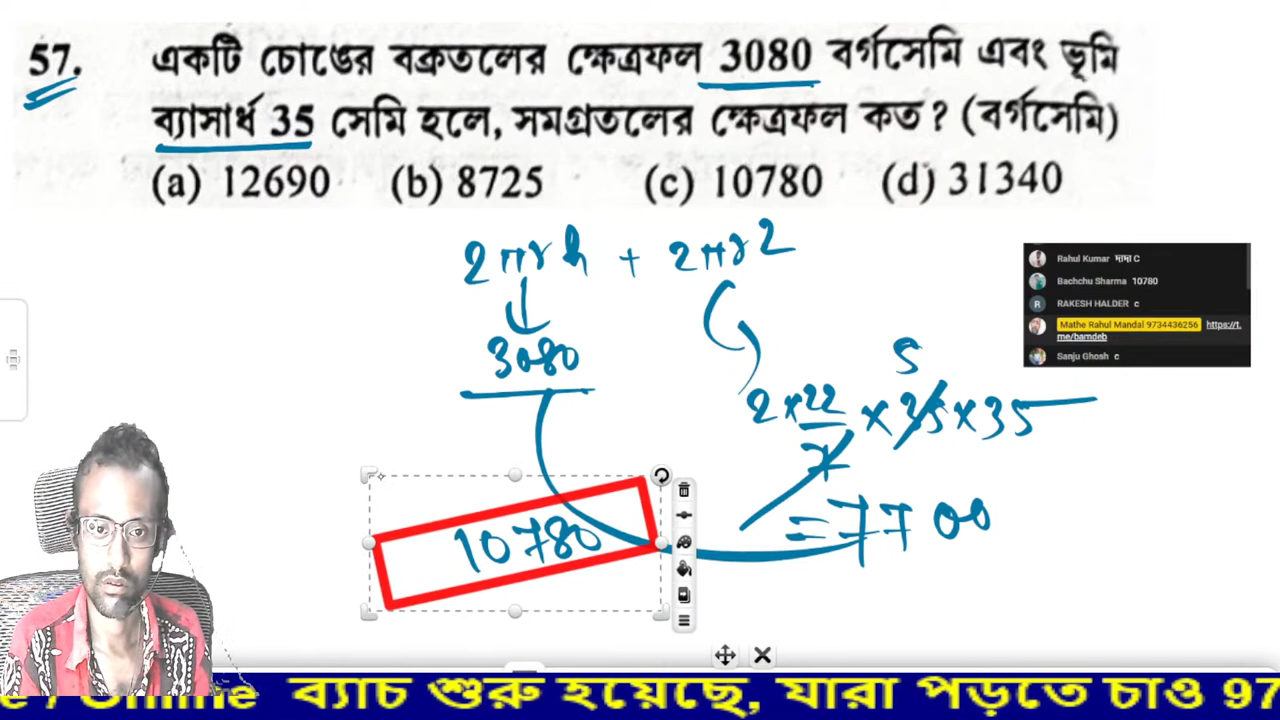 57. একটি চোঙের বক্রতলের ক্ষেত্রফল 3080 বর্গসেমি এবং ভূমি
ব্যাসার্ধ 35 সেমি হলে, সমগ্রতলের ক্ষেত্রফল কত? (বর্গসেমি)
(a) 12690 (b) 8725 (c) 10780 (d) 31340
2πrh + 2πr2
3080
5
2×22/7 × 35×35
=7700
10780
Rahul Kumar দাদা C
Bachchu Sharma 10780
R RAKESH HALDER c
Mathe Rahul Mandal 9734436256 https://t.
me/bamdeb
Sanju Ghosh c
e / Online ব্যাচ শুরু হয়েছে, যারা পড়তে চাও 97